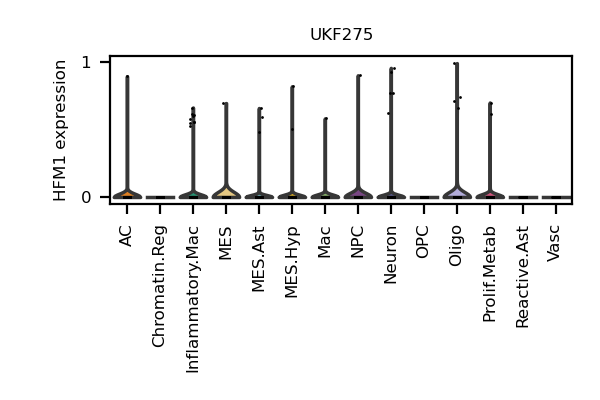 UKF275
HFM1 expression
1
0
AC
Chromatin.Reg
Inflammatory.Mac
MES
MES.Ast
MES.Hyp
Mac
NPC
Neuron
OPC
Oligo
Prolif.Metab
Reactive.Ast
Vasc